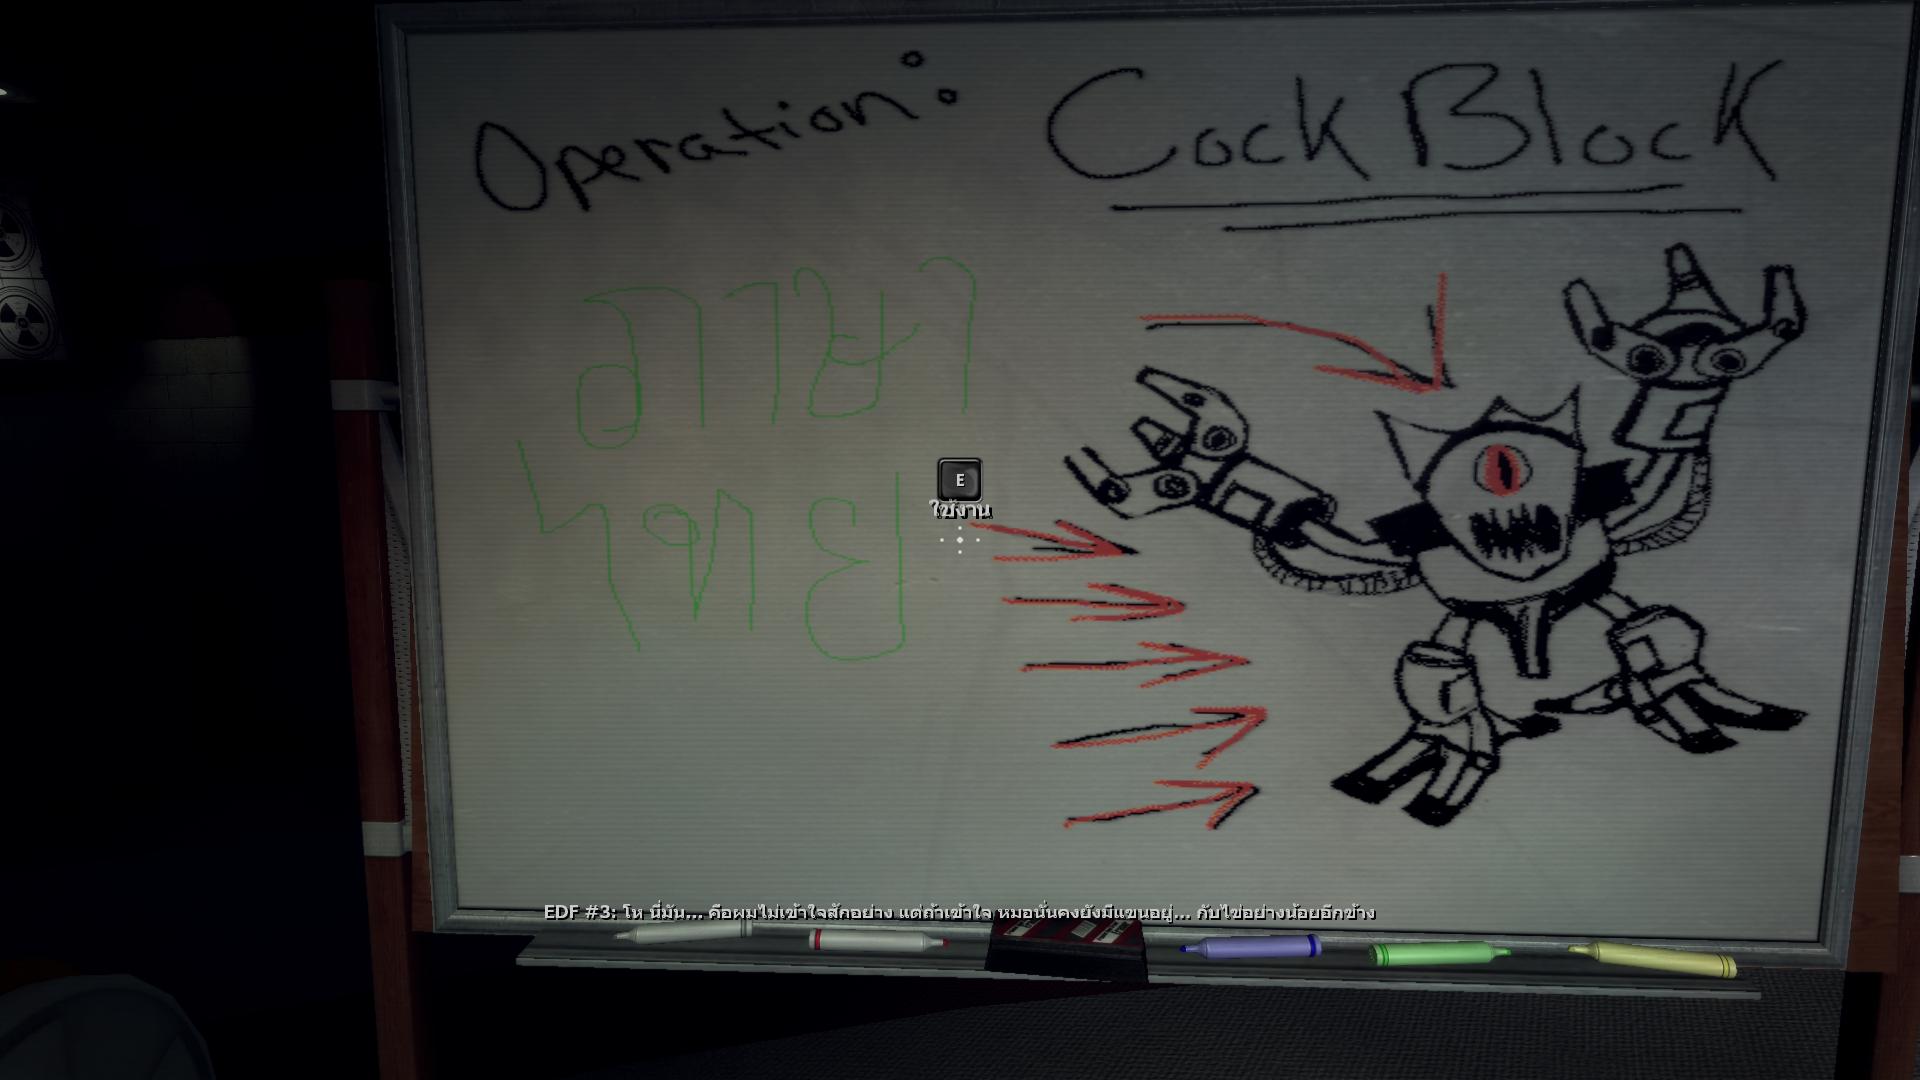 Operation: Cock Block
ภาษา
ไทย
E
ใช้งาน
EDF #3: โห นี่มัน... คือผมไม่เข้าใจสักอย่าง แต่ถ้าเข้าใจ หมอนั่นคงยังมีแขนอยู่... กับไข่อย่างน้อยอีกข้าง